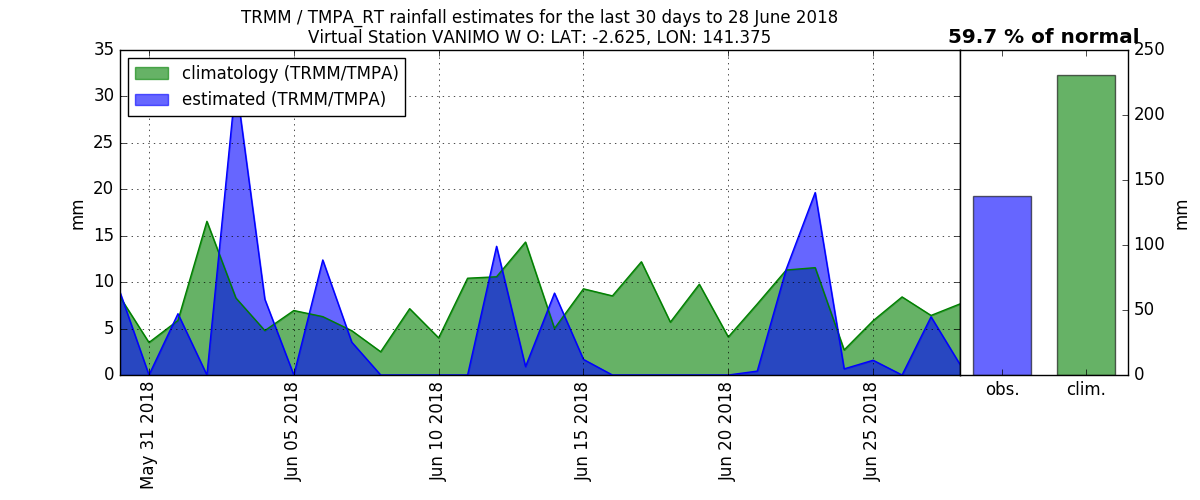 TRMM / TMPA_RT rainfall estimates for the last 30 days to 28 June 2018
Virtual Station VANIMO W O: LAT: -2.625, LON: 141.375
59.7 % of normal
climatology (TRMM/TMPA)
estimated (TRMM/TMPA)
35
30
25
20
15
10
5
0
mm
May 31 2018
Jun 05 2018
Jun 10 2018
Jun 15 2018
Jun 20 2018
Jun 25 2018
250
200
150
100
50
0
mm
obs.
clim.